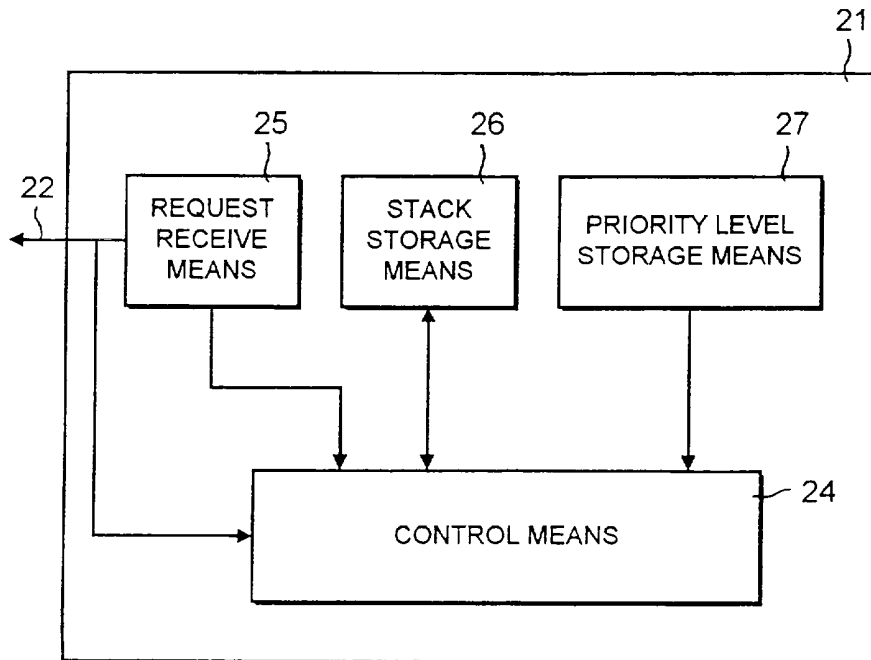 21
25
26
27
22
REQUEST
RECEIVE
MEANS
STACK
STORAGE
MEANS
PRIORITY LEVEL
STORAGE MEANS
24
CONTROL MEANS